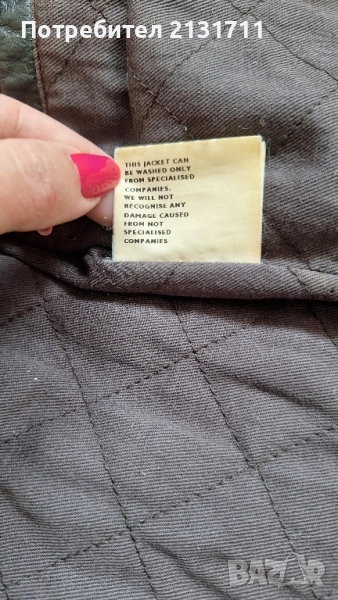 Потребител 2131711
THIS JACKET CAN
BE WASHED ONLY
FROM SPECIALISED
COMPANIES.
WE WILL NOT
RECOGNISE ANY
DAMAGE CAUSED
FROM NOT
SPECIALISED
COMPANIES
BAZAR